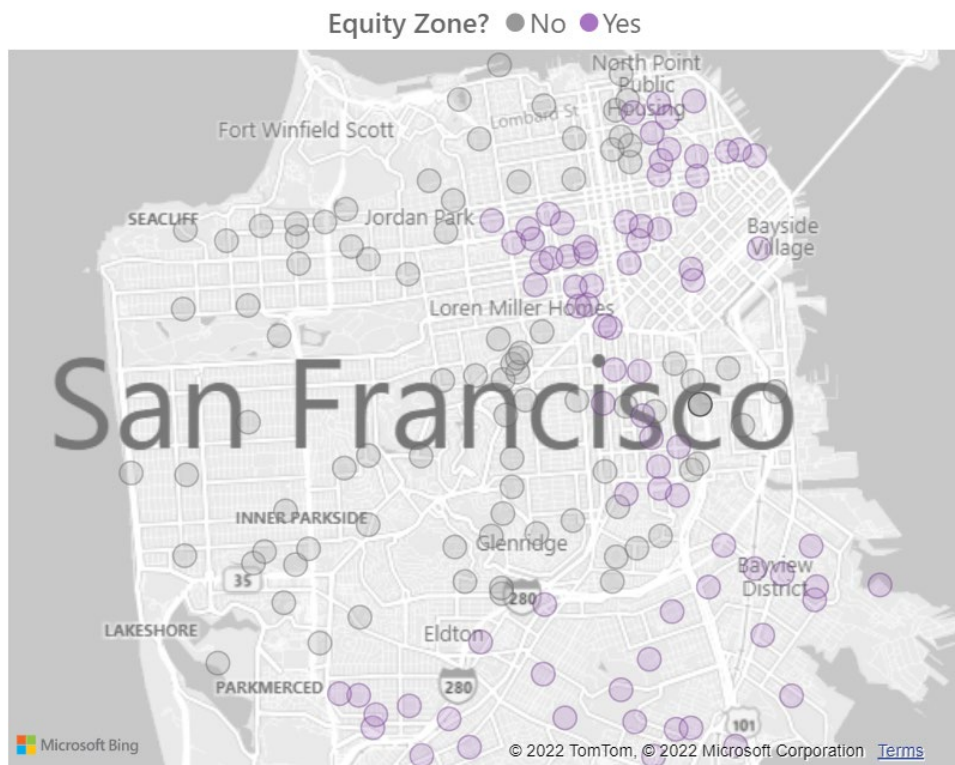 Equity Zone? No Yes
North Point
Public
Housing
Lombard St
Fort Winfield Scott
SEACLIFF
Jordan Park
Bayside
Village
Loren Miller Homes
San Francisco
INNER PARKSIDE
Glenridge
Bayview
District
35
280
LAKESHORE
Eldton
PARKMERCED
280
101
Microsoft Bing
© 2022 TomTom, © 2022 Microsoft Corporation Terms